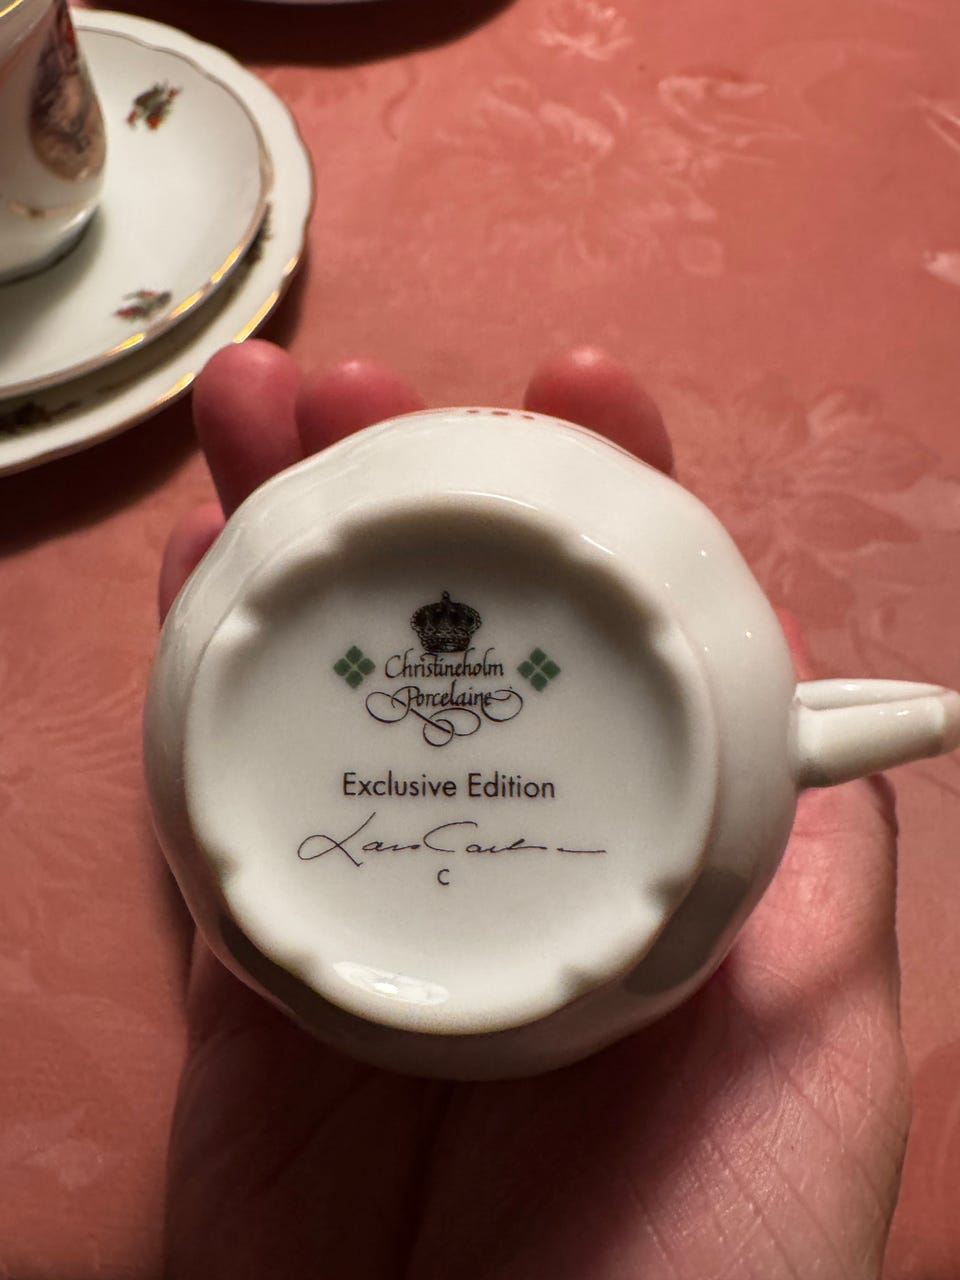 Christineholm
Porcelaine
Exclusive Edition
C